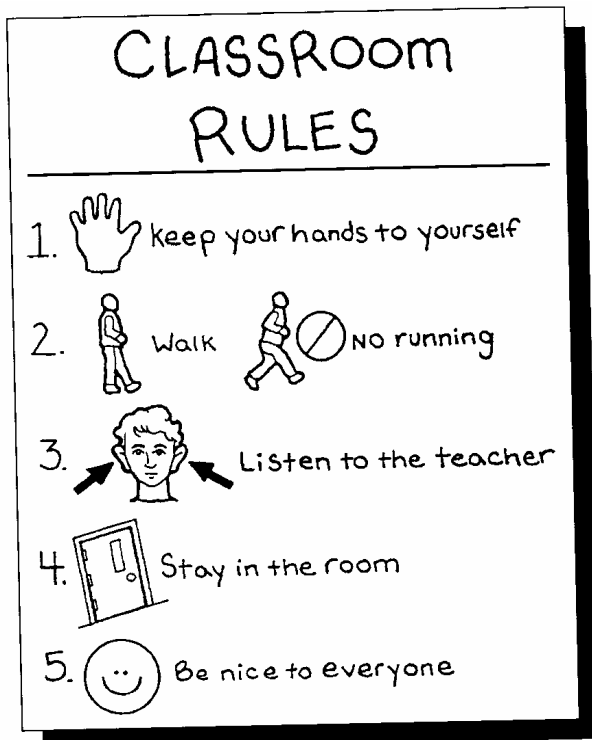 CLASSROOM
RULES
1. Keep your hands to yourself
2. Walk No running
3. Listen to the teacher
4. Stay in the room
5. Be nice to everyone